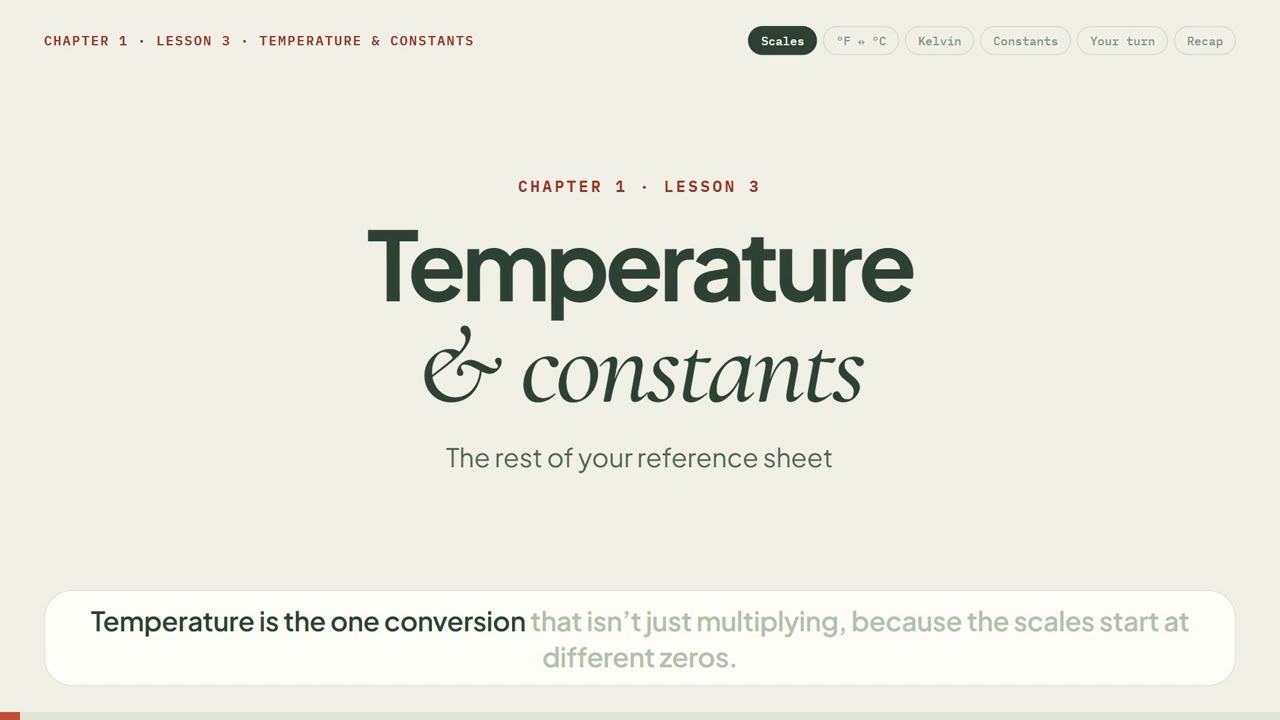 CHAPTER 1 · LESSON 3 · TEMPERATURE & CONSTANTS
Scales
°F ↔ °C
Kelvin
Constants
Your turn
Recap
CHAPTER 1 · LESSON 3
Temperature
& constants
The rest of your reference sheet
Temperature is the one conversion that isn’t just multiplying, because the scales start at
different zeros.